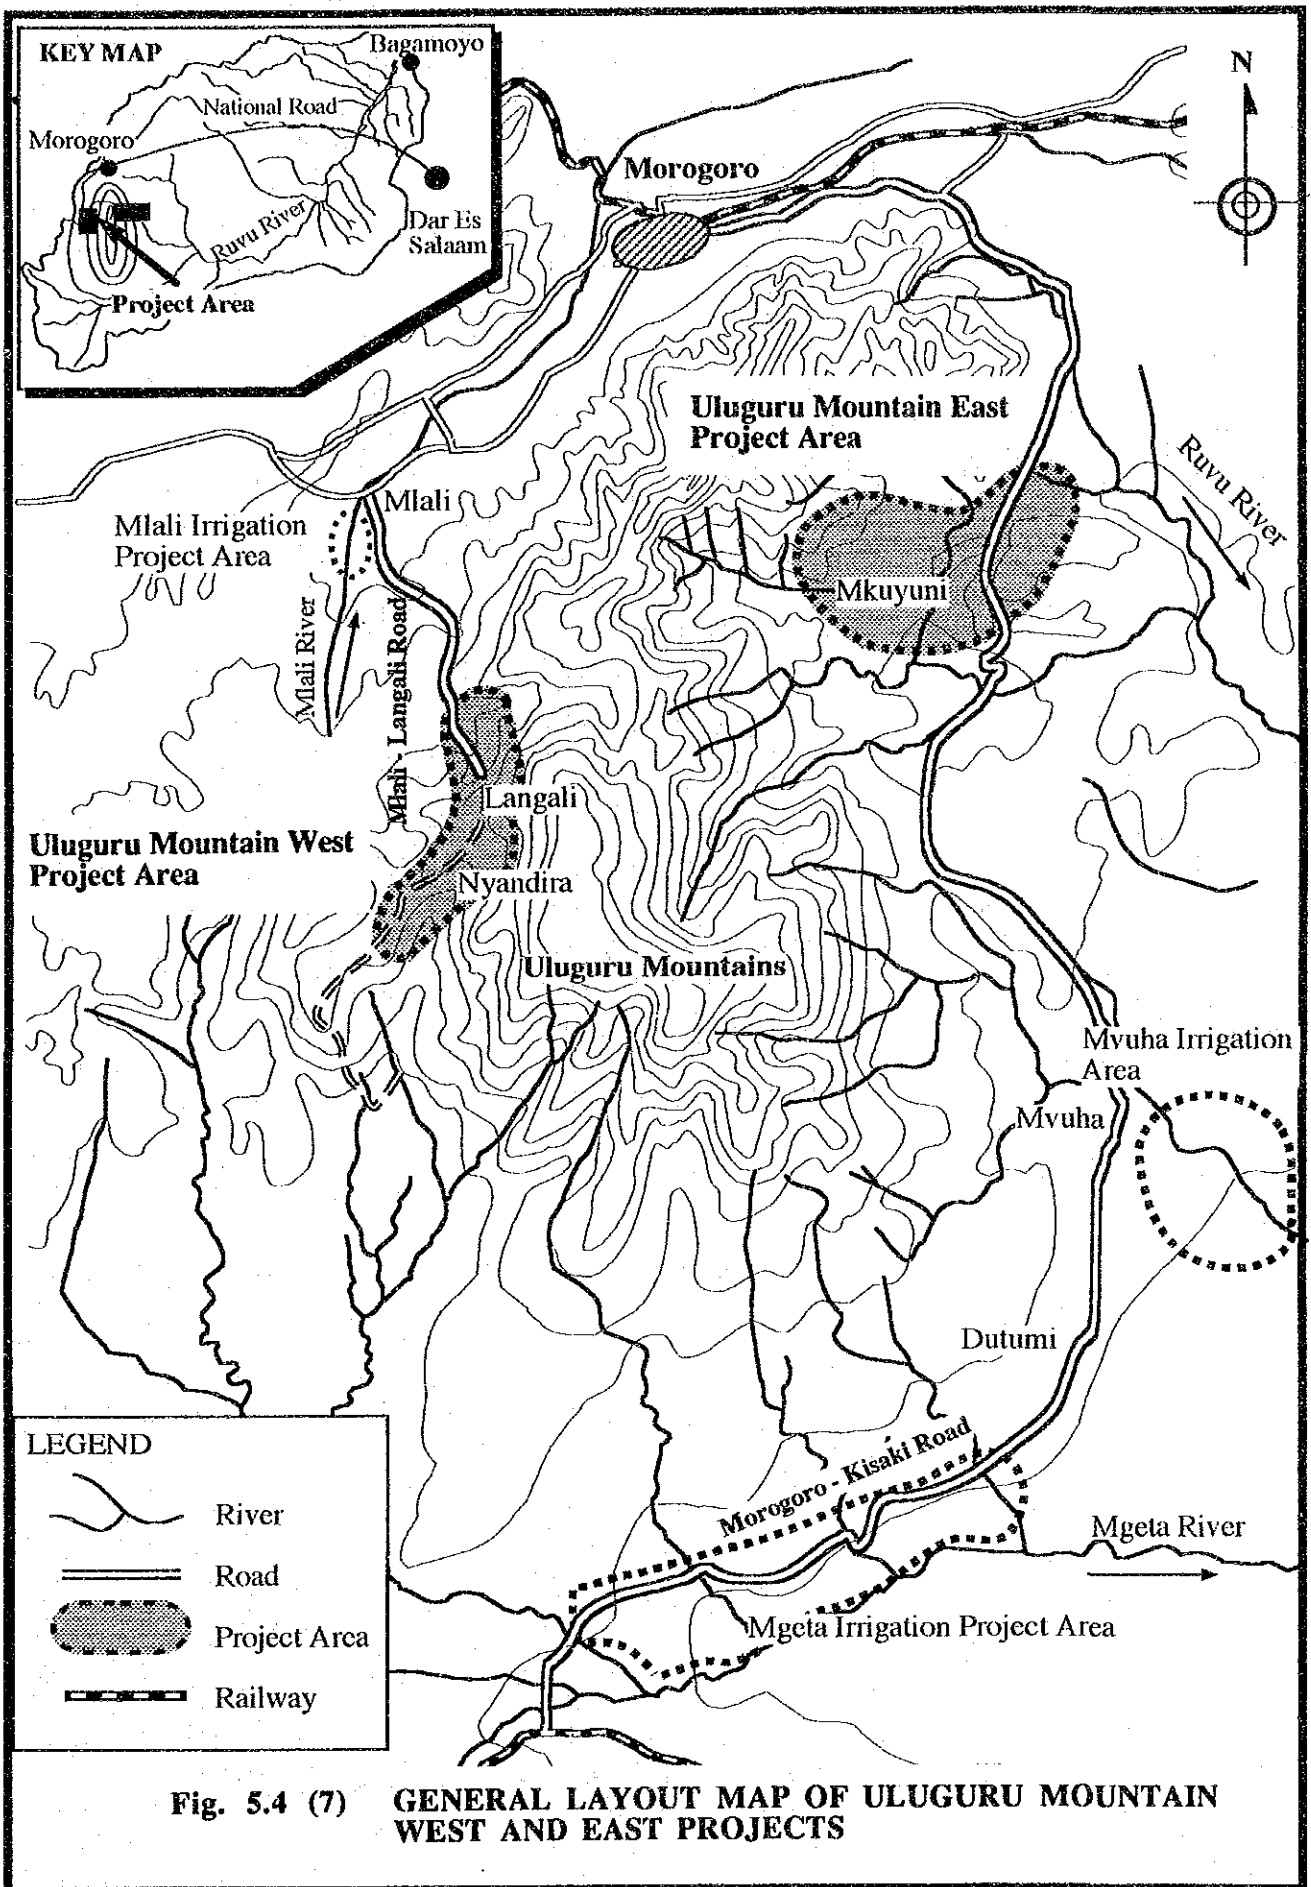 KEY MAP
Bagamoyo
National Road
Morogoro
Ruvu River
Dar Es
Salaam
Project Area
N
Morogoro
Uluguru Mountain East
Project Area
Ruvu River
Mlali
Mlali Irrigation
Project Area
Mkuyuni
Mlali River
Mlali - Langali Road
Langali
Uluguru Mountain West
Project Area
Nyandira
Uluguru Mountains
Mvuha Irrigation
Area
Mvuha
Dutumi
Morogoro - Kisaki Road
Mgeta River
Mgeta Irrigation Project Area
LEGEND
River
Road
Project Area
Railway
Fig. 5.4 (7) GENERAL LAYOUT MAP OF ULUGURU MOUNTAIN
WEST AND EAST PROJECTS